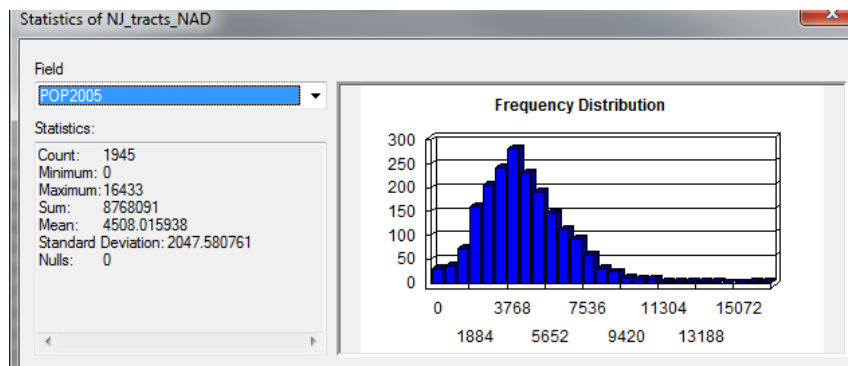 Statistics of NJ_tracts_NAD
Field
POP2005
Statistics:
Count: 1945
Minimum: 0
Maximum: 16433
Sum: 8768091
Mean: 4508.015938
Standard Deviation: 2047.580761
Nulls: 0
Frequency Distribution
300
250
200
150
100
50
0
0 3768 7536 11304 15072
1884 5652 9420 13188